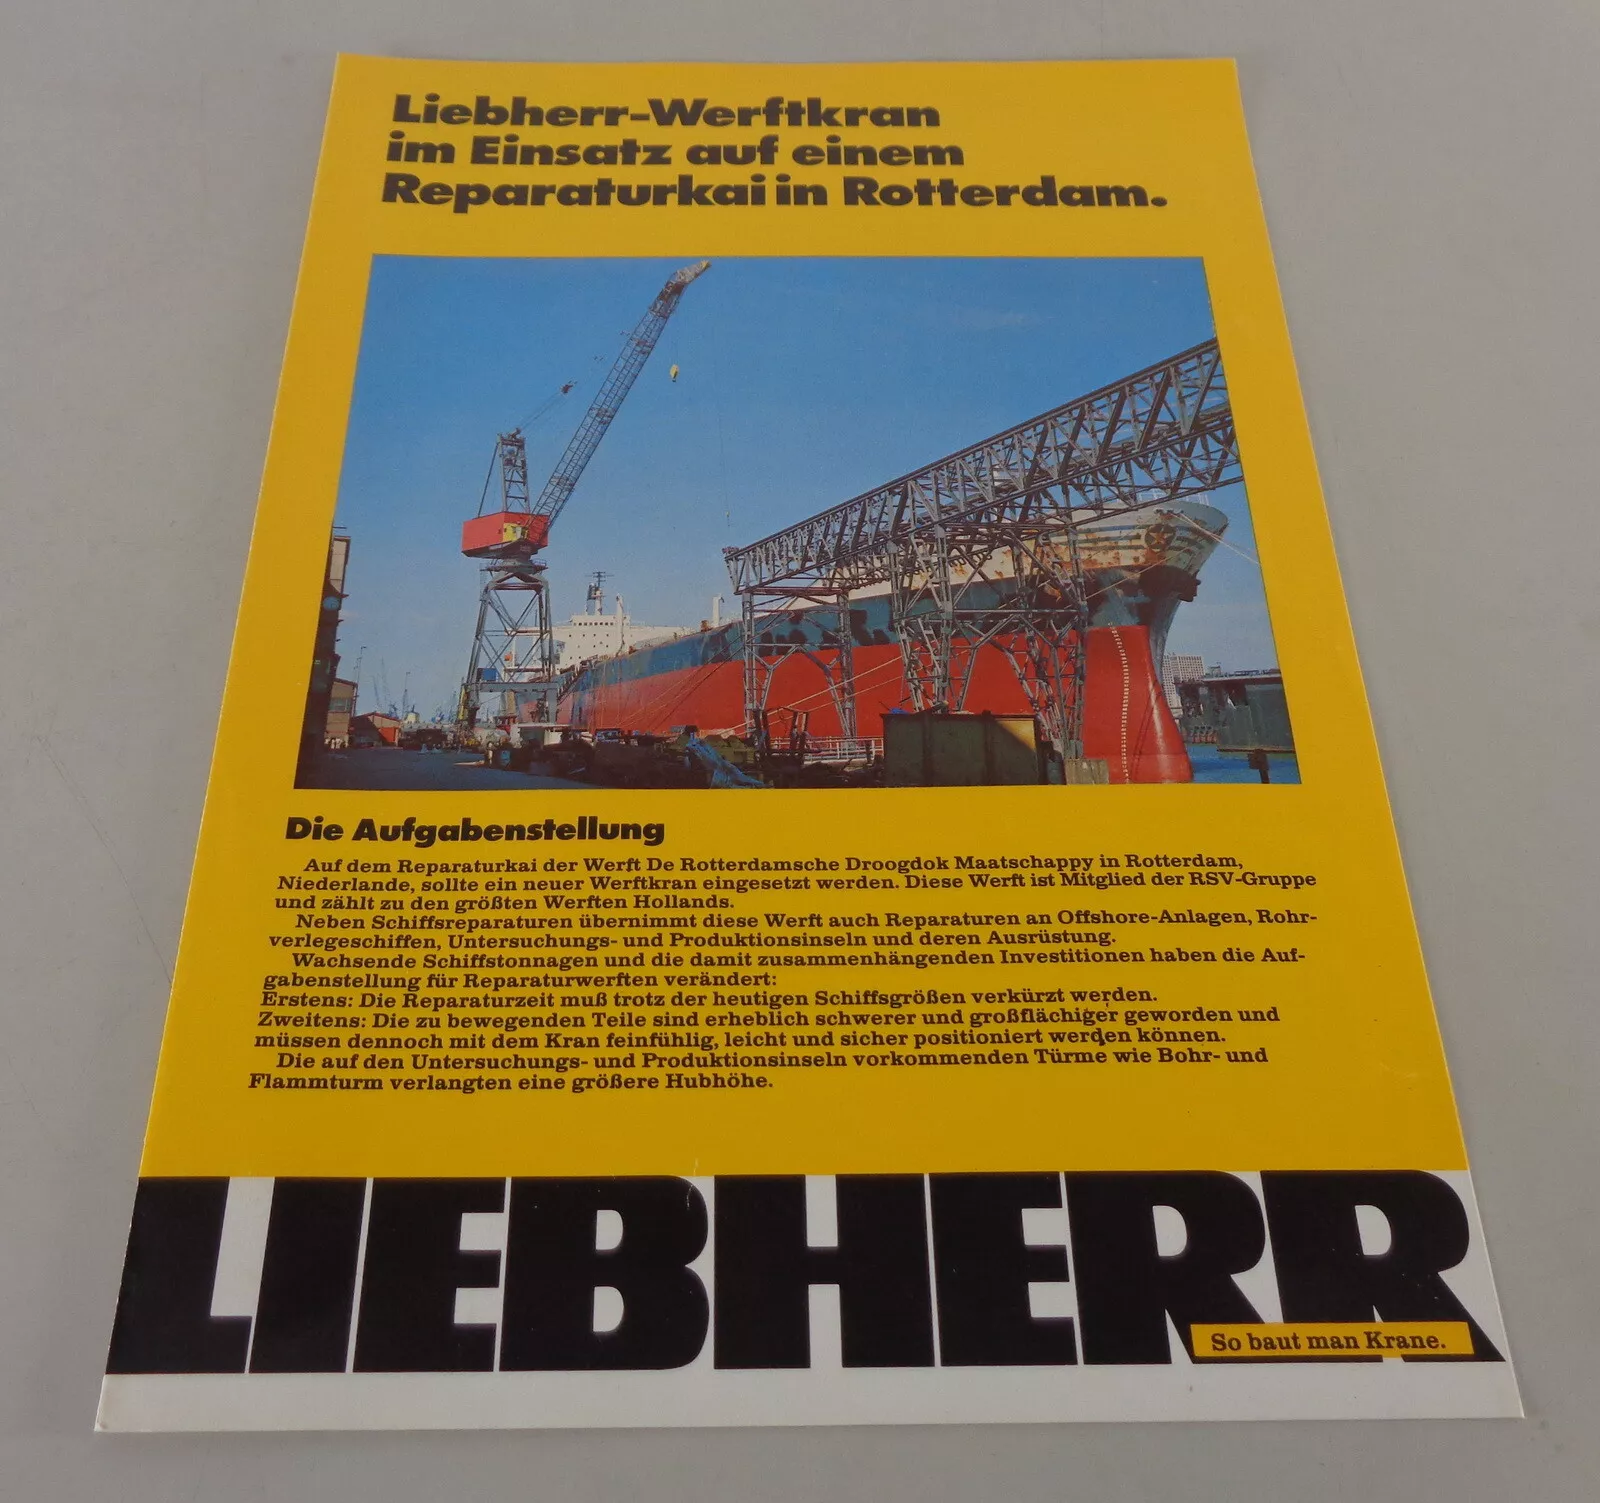 Liebherr-Werftkran
im Einsatz auf einem
Reparaturkai in Rotterdam.
Die Aufgabenstellung
Auf dem Reparaturkai der Werft De Rotterdamsche Droogdok Maatschappy in Rotterdam,
Niederlande, sollte ein neuer Werftkran eingesetzt werden. Diese Werft ist Mitglied der RSV-Gruppe
und zählt zu den größten Werften Hollands.
Neben Schiffsreparaturen übernimmt diese Werft auch Reparaturen an Offshore-Anlagen, Rohr-
verlegeschiffen, Untersuchungs- und Produktionsinseln und deren Ausrüstung.
Wachsende Schiffstonnagen und die damit zusammenhängenden Investitionen haben die Auf-
gabenstellung für Reparaturwerften verändert:
Erstens: Die Reparaturzeit muß trotz der heutigen Schiffsgrößen verkürzt werden.
Zweitens: Die zu bewegenden Teile sind erheblich schwerer und großflächiger geworden und
müssen dennoch mit dem Kran feinfühlig, leicht und sicher positioniert werden können.
Die auf den Untersuchungs- und Produktionsinseln vorkommenden Türme wie Bohr- und
Flammturm verlangten eine größere Hubhöhe.
LIEBHERR
So baut man Krane.